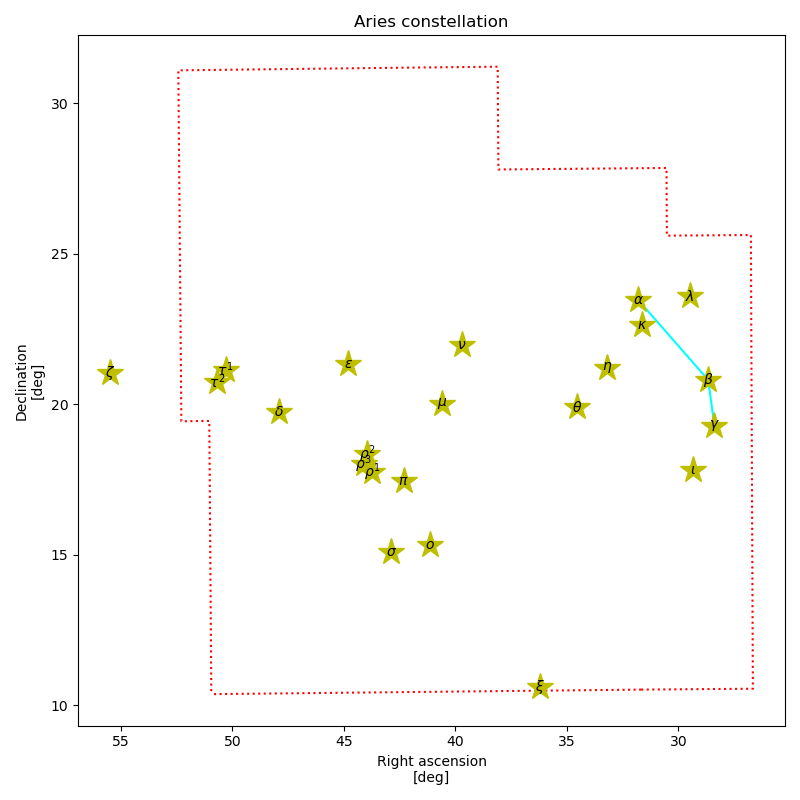 Aries constellation
Declination
[deg]
30
25
20
15
10
α
λ
κ
ν
ε
η
τ¹
ζ
τ²
β
μ
θ
δ
γ
ρ²
ρ³
ρ¹
ι
π
ο
σ
ξ
55 50 45 40 35 30
Right ascension
[deg]